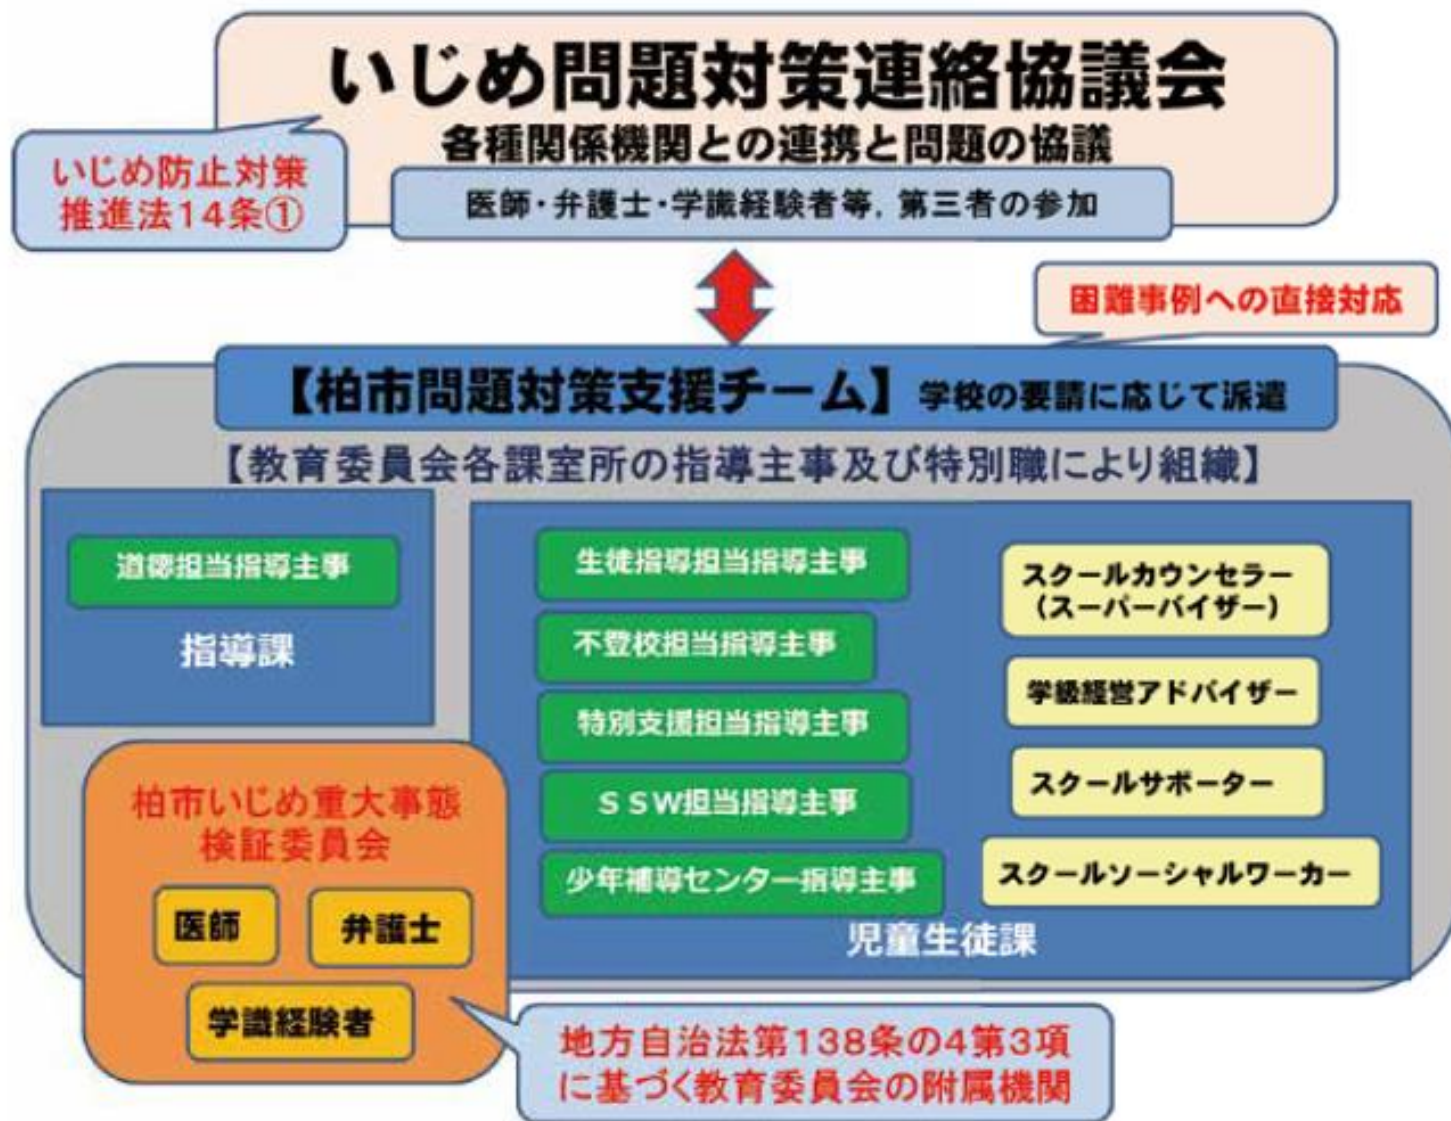 いじめ問題対策連絡協議会
各種関係機関との連携と問題の協議
医師・弁護士・学識経験者等，第三者の参加
いじめ防止対策
推進法14条①
困難事例への直接対応
【柏市問題対策支援チーム】学校の要請に応じて派遣
【教育委員会各課室所の指導主事及び特別職により組織】
道徳担当指導主事
指導課
生徒指導担当指導主事
不登校担当指導主事
特別支援担当指導主事
ＳＳＷ担当指導主事
少年補導センター指導主事
スクールカウンセラー
（スーパーバイザー）
学級経営アドバイザー
スクールサポーター
スクールソーシャルワーカー
児童生徒課
柏市いじめ重大事態
検証委員会
医師
弁護士
学識経験者
地方自治法第138条の4第3項
に基づく教育委員会の附属機関